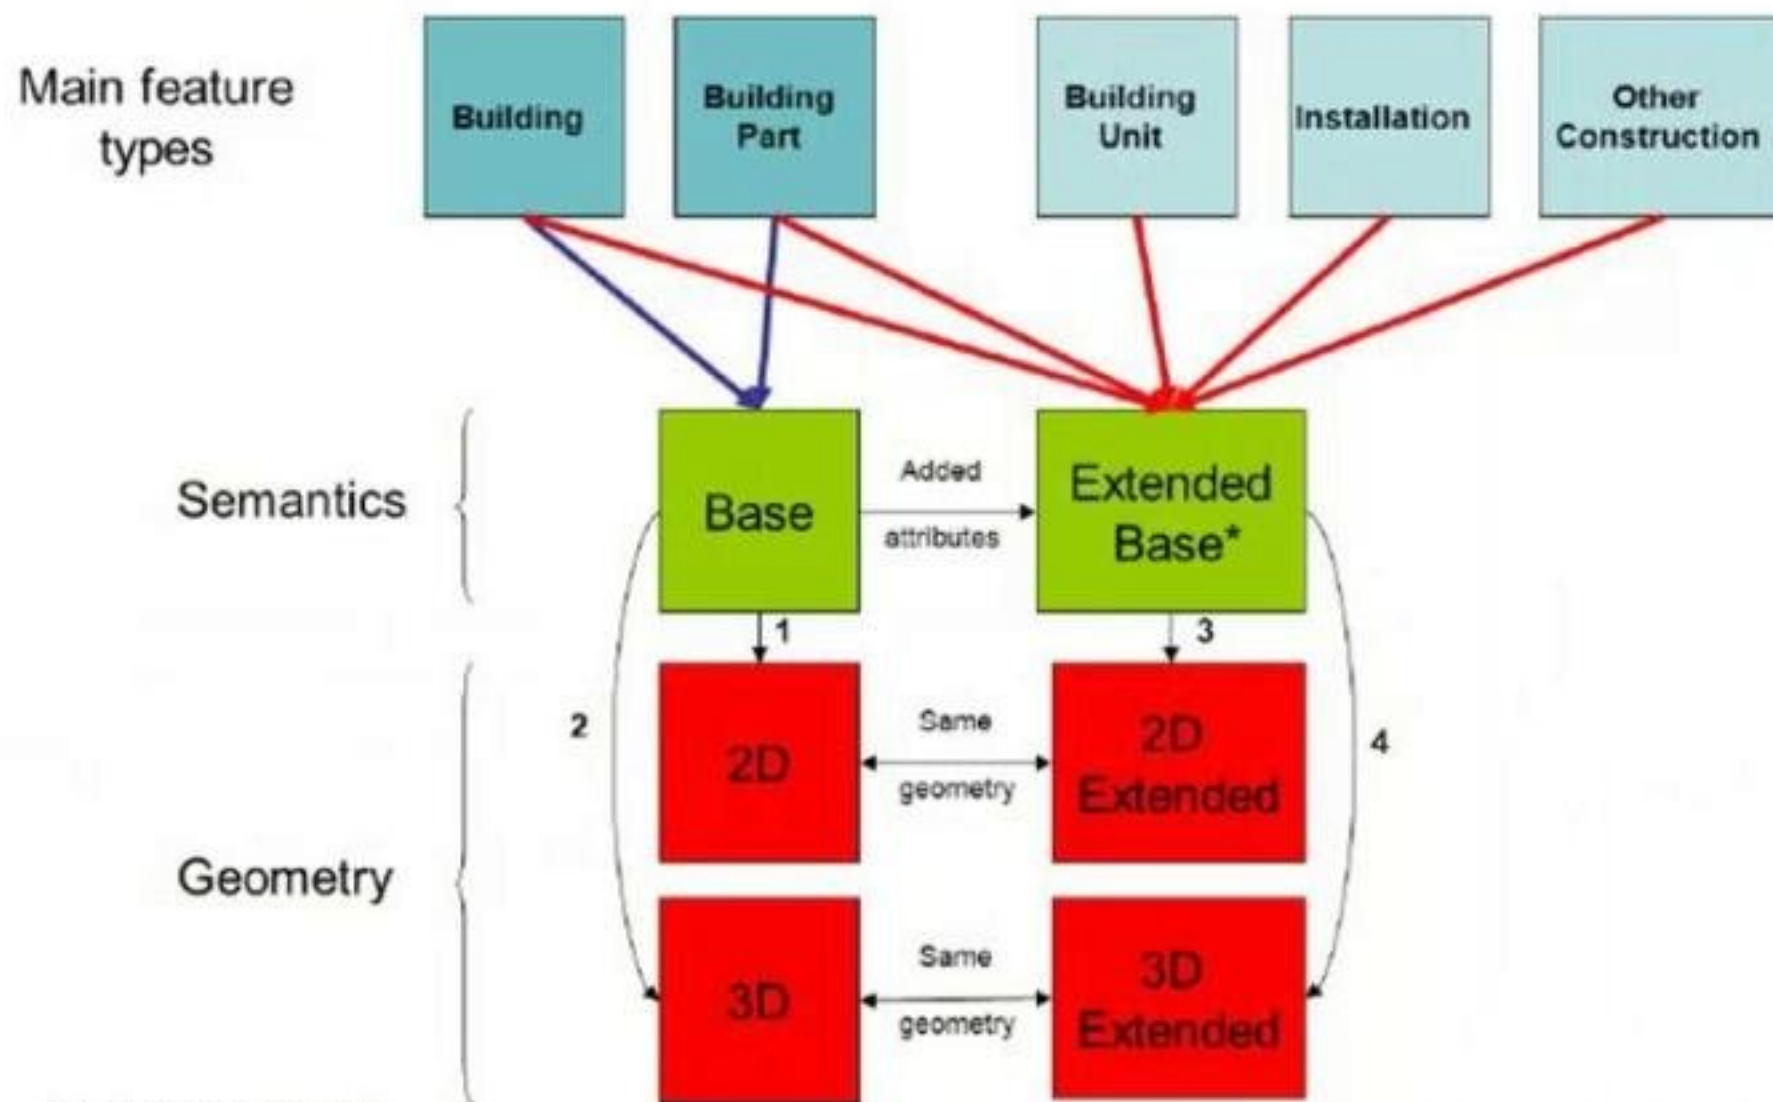 Main feature
types
Building
Building
Part
Building
Unit
Installation
Other
Construction
Semantics
Base
Added
attributes
Extended
Base*
1
3
2
4
Geometry
2D
Same
geometry
2D
Extended
3D
Same
geometry
3D
Extended